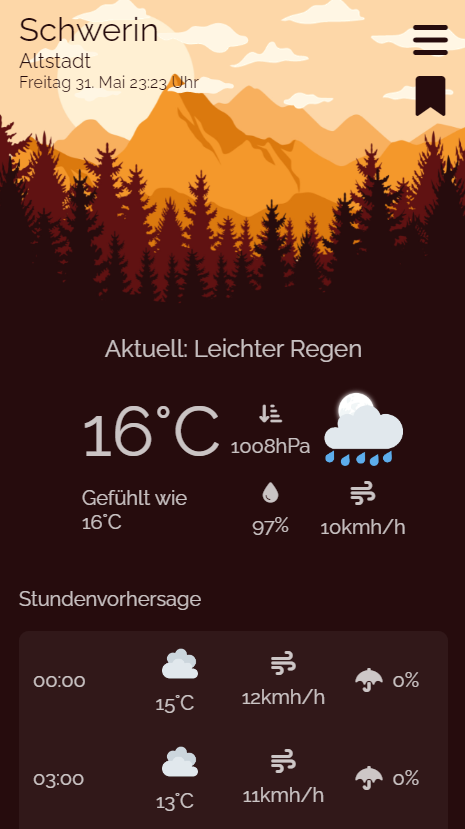 Schwerin
Altstadt
Freitag 31. Mai 23:23 Uhr
Aktuell: Leichter Regen
16°C
1008hPa
Gefühlt wie
16°C
97%
10kmh/h
Stundenvorhersage
00:00
15°C
12kmh/h
0%
03:00
13°C
11kmh/h
0%